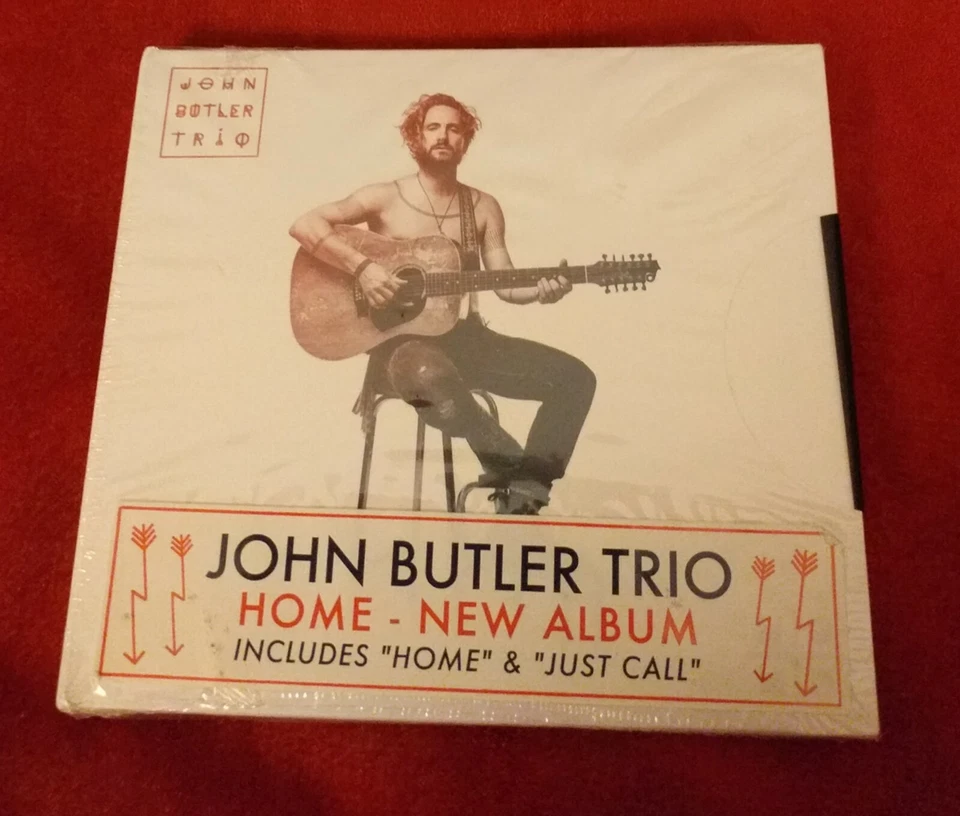 JOHN
BUTLER
TRIO
JOHN BUTLER TRIO
HOME - NEW ALBUM
INCLUDES "HOME" & "JUST CALL"